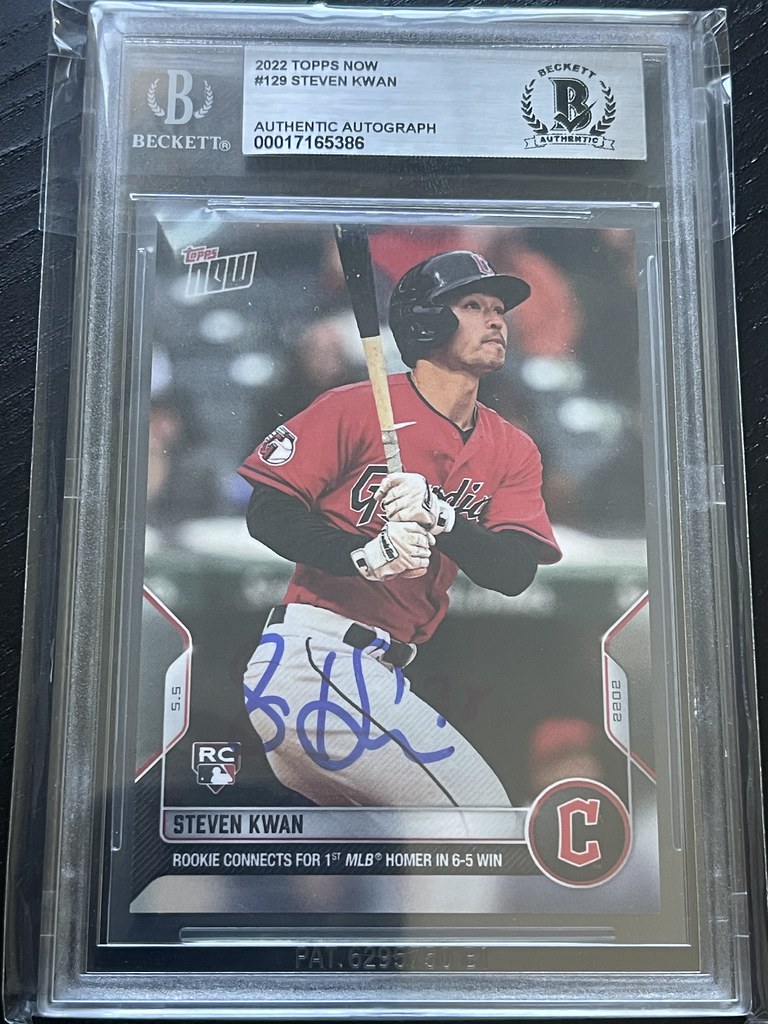 BECKETT®
2022 TOPPS NOW
#129 STEVEN KWAN
AUTHENTIC AUTOGRAPH
00017165386
BECKETT
B
AUTHENTIC
topps
NOW
C
Guardia
5.5
2022
RC
STEVEN KWAN
C
ROOKIE CONNECTS FOR 1ST MLB® HOMER IN 6-5 WIN